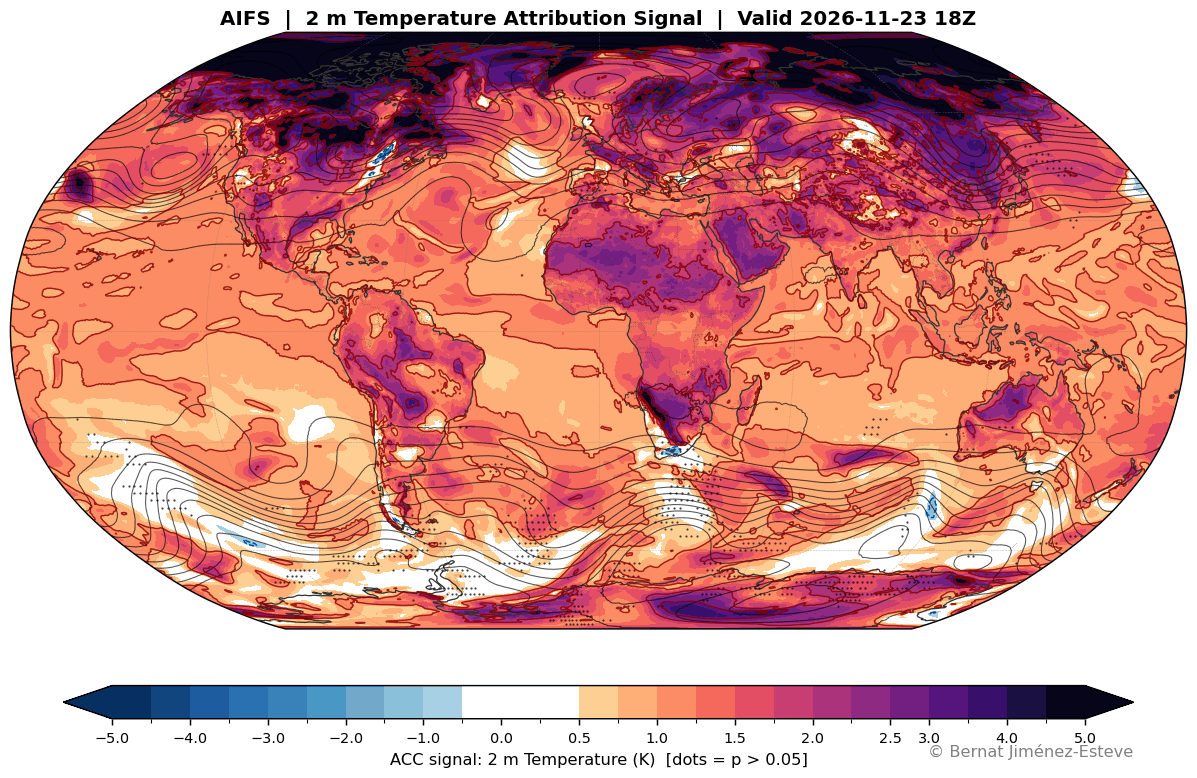 AIFS | 2 m Temperature Attribution Signal | Valid 2026-11-23 18Z
−5.0 −4.0 −3.0 −2.0 −1.0 0.0 0.5 1.0 1.5 2.0 2.5 3.0 4.0 5.0
ACC signal: 2 m Temperature (K) [dots = p > 0.05]
© Bernat Jiménez-Esteve